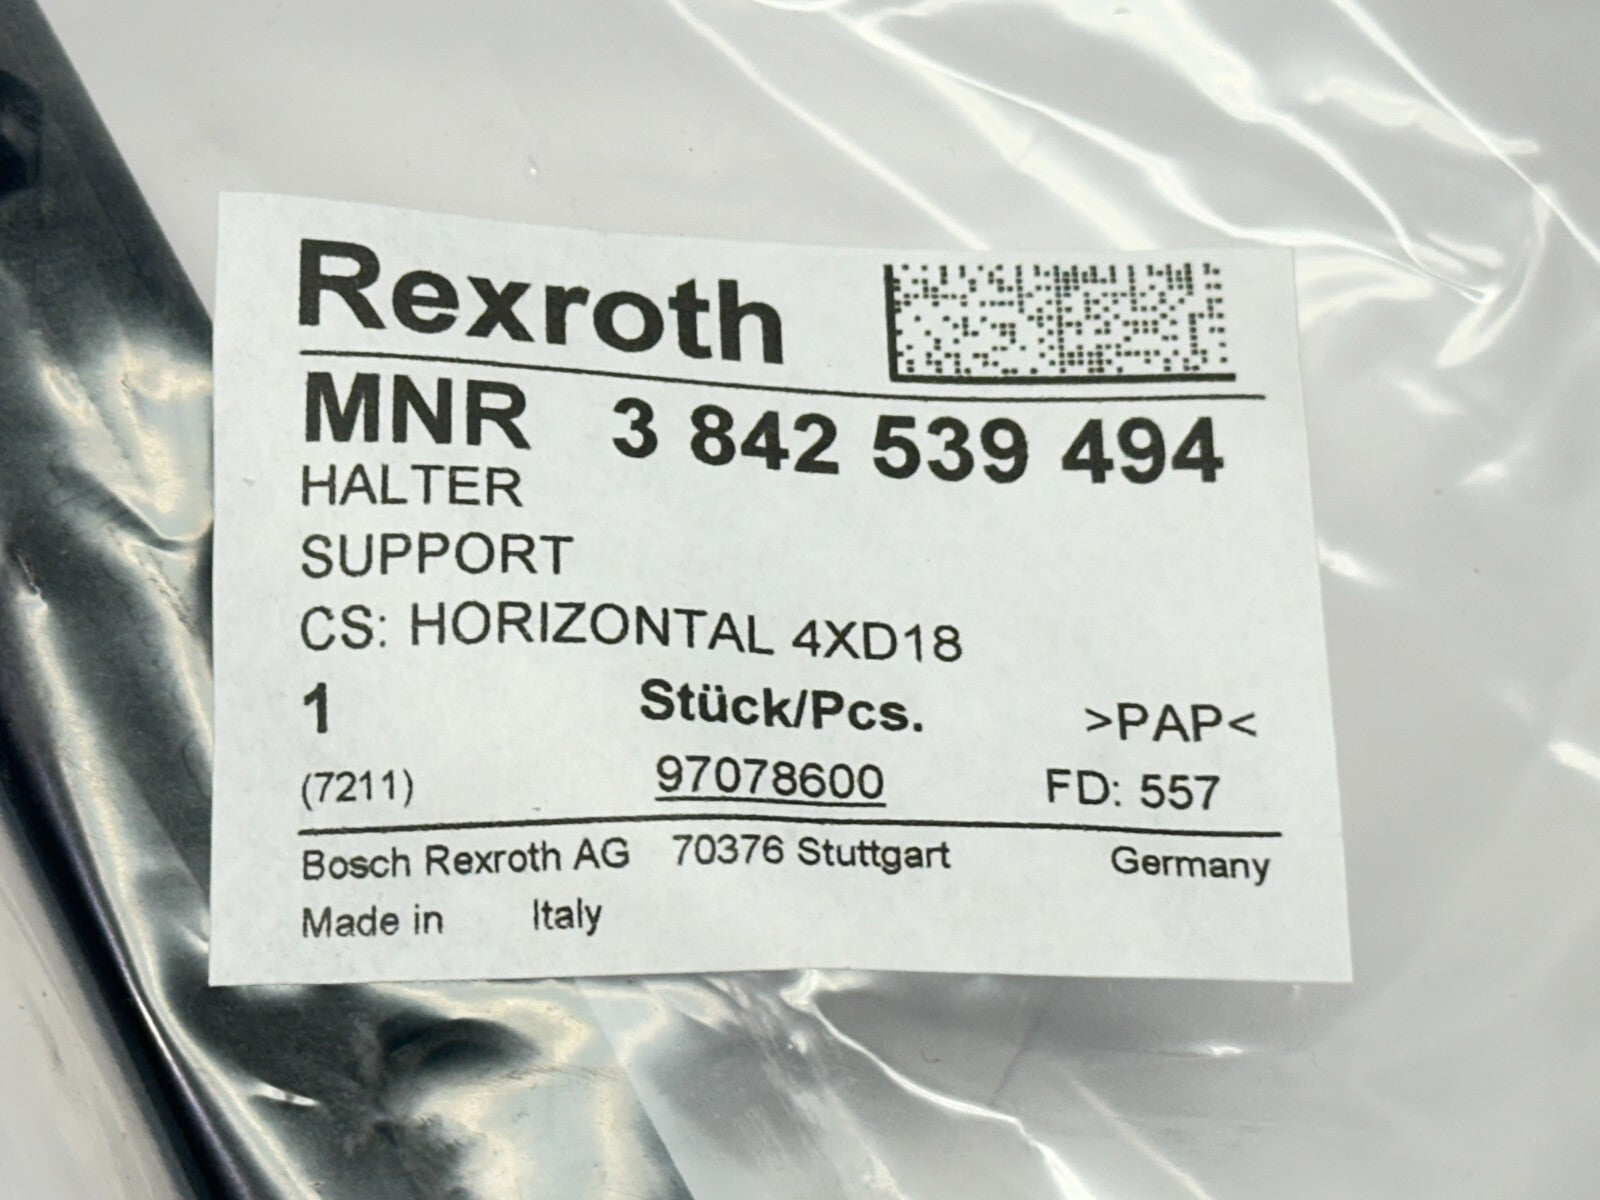 Rexroth
MNR 3 842 539 494
HALTER
SUPPORT
CS: HORIZONTAL 4XD18
1 Stück/Pcs. >PAP<
(7211) 97078600 FD: 557
Bosch Rexroth AG 70376 Stuttgart Germany
Made in Italy